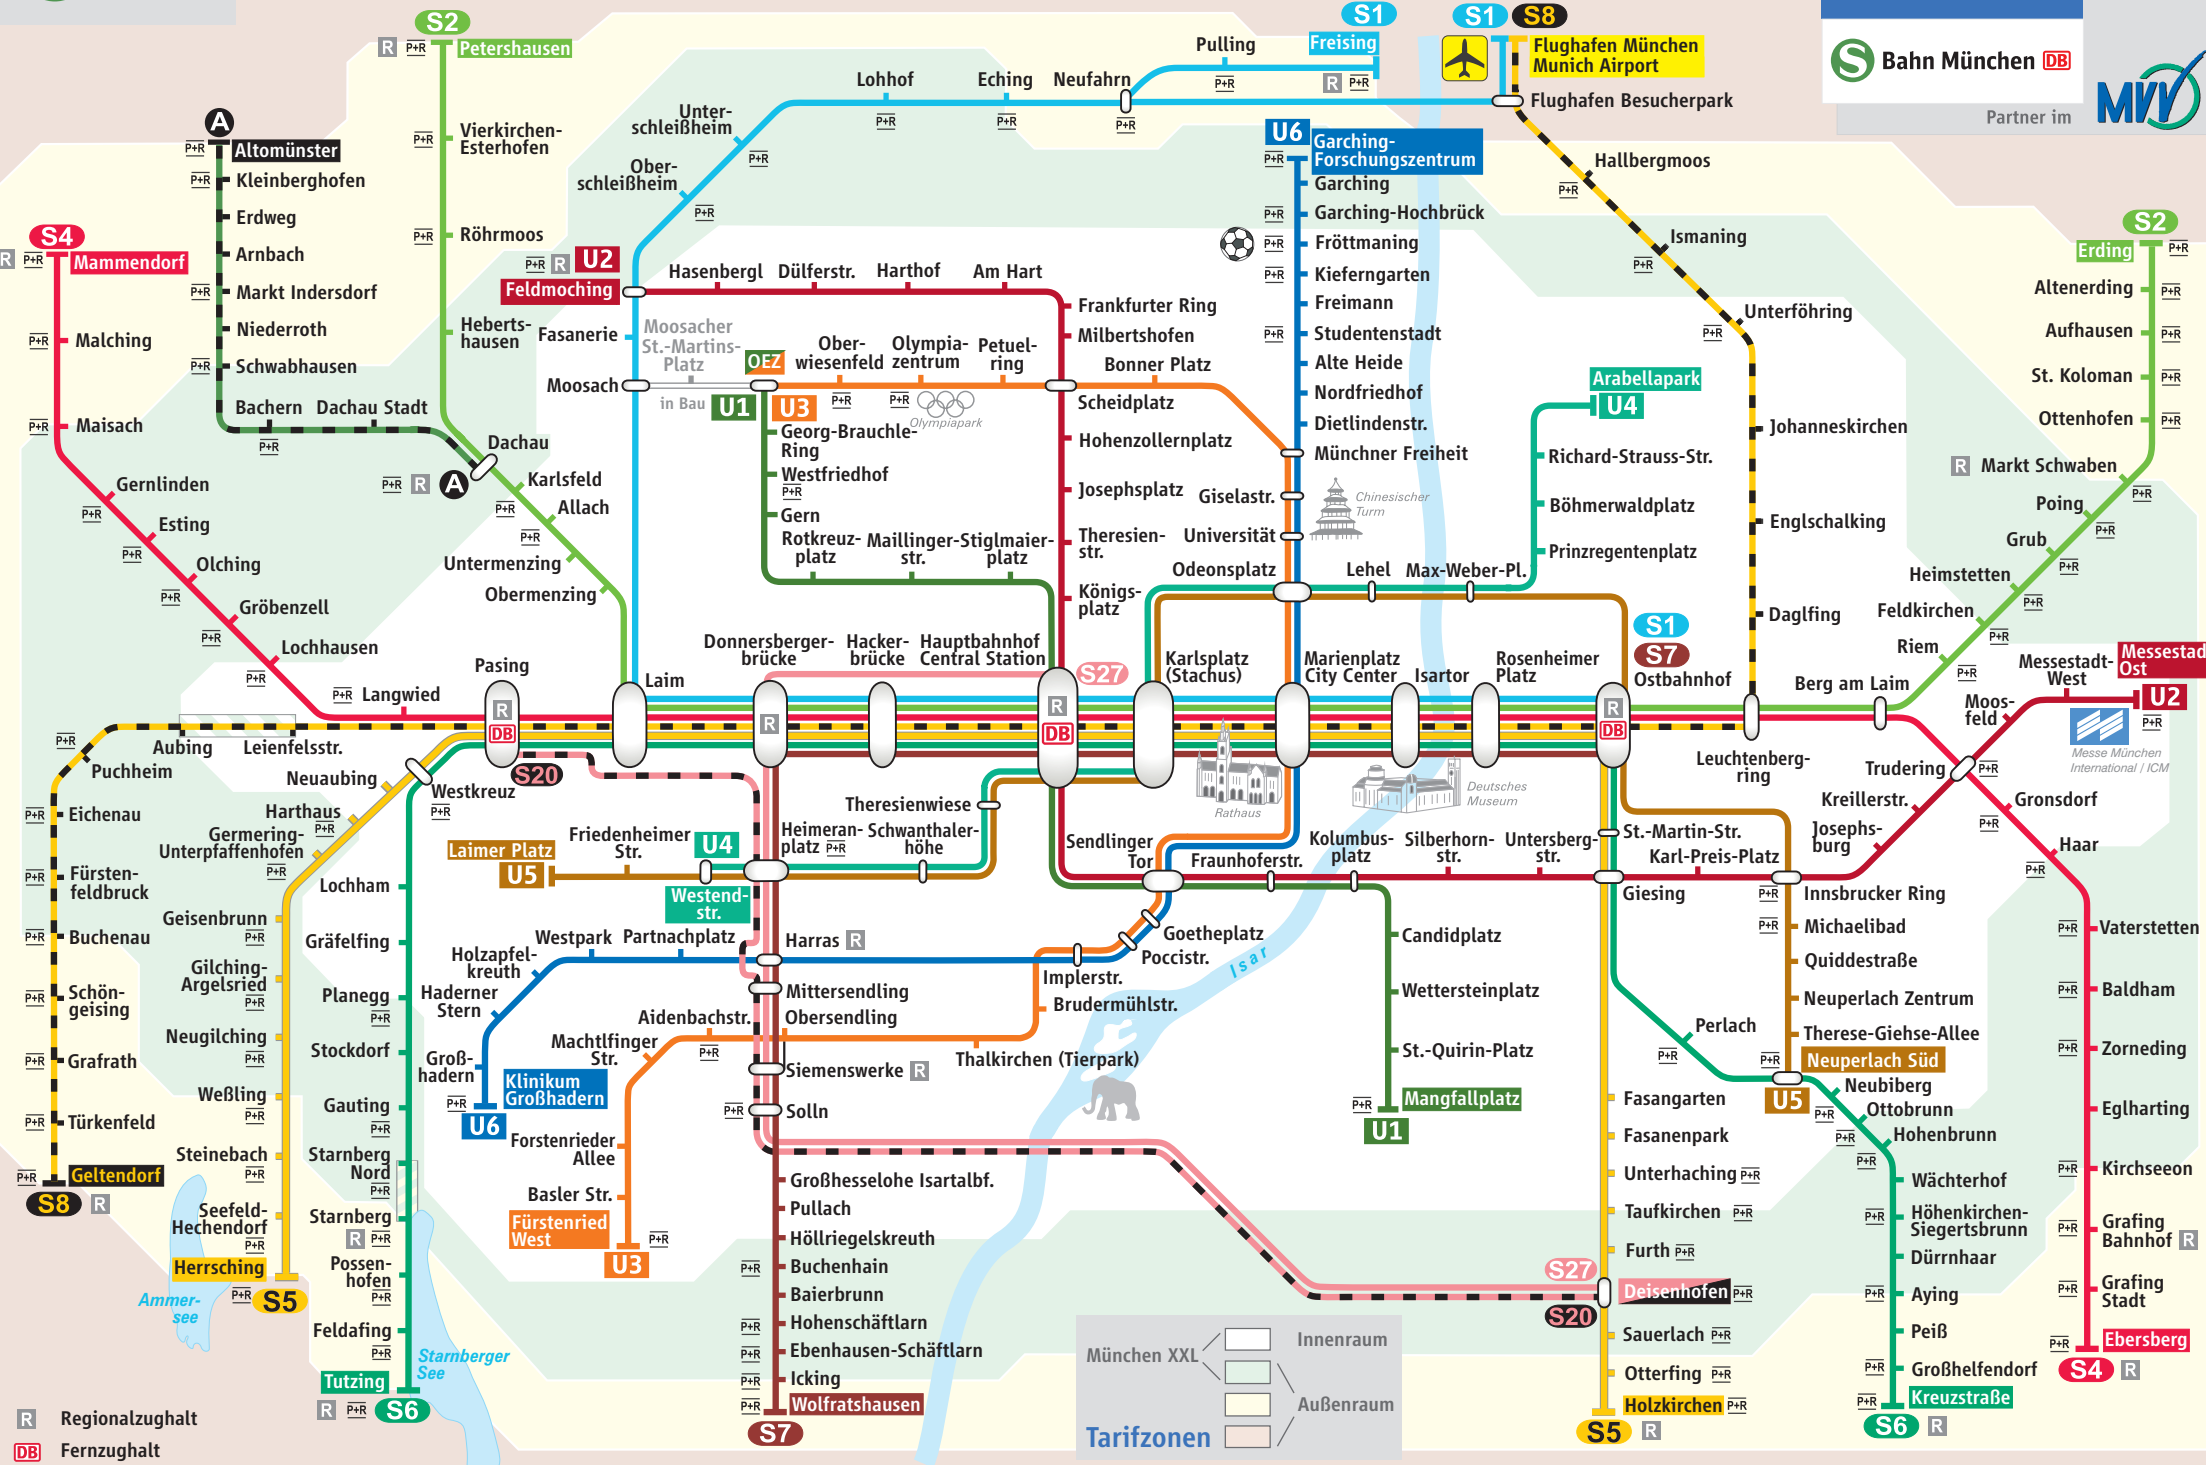 S2
Petershausen
R P+R
Vierkirchen-
Esterhofen
P+R
Röhrmoos
P+R
Heberts-
hausen
Dachau
P+R R A
Karlsfeld
P+R
Allach
P+R
Untermenzing
Obermenzing
A
Altomünster
P+R
Kleinberghofen
P+R
Erdweg
Arnbach
Markt Indersdorf
P+R
Niederroth
Schwabhausen
P+R
Bachern
P+R
Dachau Stadt
S4
Mammendorf
R P+R
Malching
P+R
Maisach
P+R
Gernlinden
P+R
Esting
P+R
Olching
P+R
Gröbenzell
P+R
Lochhausen
P+R
Langwied
P+R
S1
Freising
R P+R
Pulling
P+R
Neufahrn
P+R
Eching
P+R
Lohhof
P+R
Unter-
schleißheim
P+R
Ober-
schleißheim
P+R
S1 S8
Flughafen München
Munich Airport
Flughafen Besucherpark
Hallbergmoos
P+R
Ismaning
P+R
Unterföhring
P+R
Johanneskirchen
Englschalking
Daglfing
S Bahn München DB
Partner im
MVV
U2
P+R R
Feldmoching
Fasanerie
Moosach
Hasenbergl
Dülferstr.
Harthof
Am Hart
Frankfurter Ring
Milbertshofen
Scheidplatz
Hohenzollernplatz
Josephsplatz
Theresien-
str.
Königs-
platz
Moosacher
St.-Martins-
Platz
in Bau
OEZ
U1
U3
Ober-
wiesenfeld
P+R
Olympia-
zentrum
P+R
Olympiapark
Petuel-
ring
Bonner Platz
Georg-Brauchle-
Ring
Westfriedhof
P+R
Gern
Rotkreuz-
platz
Maillinger-
str.
Stiglmaier-
platz
U6
Garching-
Forschungszentrum
P+R
Garching
Garching-Hochbrück
P+R
Fröttmaning
P+R
Kieferngarten
P+R
Freimann
Studentenstadt
P+R
Alte Heide
Nordfriedhof
Dietlindenstr.
Münchner Freiheit
Giselastr.
Chinesischer
Turm
Universität
Odeonsplatz
Lehel
Max-Weber-Pl.
Arabellapark
U4
Richard-Strauss-Str.
Böhmerwaldplatz
Prinzregentenplatz
S2
P+R
Erding
Altenerding
P+R
Aufhausen
P+R
St. Koloman
P+R
Ottenhofen
P+R
R Markt Schwaben
P+R
Poing
P+R
Grub
P+R
Heimstetten
P+R
Feldkirchen
P+R
Riem
P+R
Berg am Laim
Leuchtenberg-
ring
Messestadt-
West
Messestad
Ost
U2
P+R
Moos-
feld
Messe München
International / ICM
Trudering
P+R
Kreillerstr.
Josephs-
burg
Pasing
R
DB
Laim
Donnersberger-
brücke
R
Hacker-
brücke
Hauptbahnhof
Central Station
R
DB
S27
Karlsplatz
(Stachus)
Marienplatz
City Center
Isartor
Rosenheimer
Platz
S1
S7
Ostbahnhof
R
DB
Rathaus
Deutsches
Museum
Aubing
Leienfelsstr.
Puchheim
P+R
Eichenau
P+R
Fürsten-
feldbruck
P+R
Buchenau
P+R
Schön-
geising
P+R
Grafrath
P+R
Türkenfeld
P+R
Geltendorf
P+R
S8 R
Westkreuz
P+R
Neuaubing
Harthaus
P+R
Germering-
Unterpfaffenhofen
P+R
Geisenbrunn
P+R
Gilching-
Argelsried
P+R
Neugilching
P+R
Weßling
P+R
Steinebach
P+R
Seefeld-
Hechendorf
P+R
Herrsching
P+R
S5
Ammer-
see
Lochham
Gräfelfing
Planegg
P+R
Stockdorf
Gauting
P+R
Starnberg
Nord
P+R
Starnberg
R P+R
Possen-
hofen
P+R
Feldafing
P+R
Tutzing
R P+R
S6
Starnberger
See
S20
Laimer Platz
U5
Friedenheimer
Str.
U4
Westend-
str.
Heimeran-
platz P+R
Schwanthaler-
höhe
Theresienwiese
Harras R
Mittersendling
Obersendling
Siemenswerke R
Solln
P+R
Partnachplatz
Westpark
Holzapfel-
kreuth
Haderner
Stern
Groß-
hadern
Klinikum
Großhadern
P+R
U6
Aidenbachstr.
P+R
Machtlfinger
Str.
Forstenrieder
Allee
Basler Str.
Fürstenried
West
P+R
U3
Thalkirchen (Tierpark)
Brudermühlstr.
Implerstr.
Poccistr.
Goetheplatz
Sendlinger
Tor
Isar
Fraunhoferstr.
Kolumbus-
platz
Silberhorn-
str.
Untersberg-
str.
Giesing
Karl-Preis-Platz
St.-Martin-Str.
Candidplatz
Wettersteinplatz
St.-Quirin-Platz
Mangfallplatz
P+R
U1
Innsbrucker Ring
P+R
Michaelibad
P+R
Quiddestraße
Neuperlach Zentrum
Therese-Giehse-Allee
Neuperlach Süd
P+R
U5
Perlach
P+R
Neubiberg
P+R
Ottobrunn
P+R
Hohenbrunn
P+R
Wächterhof
Höhenkirchen-
Siegertsbrunn
P+R
Dürrnhaar
Aying
P+R
Peiß
Großhelfendorf
P+R
Kreuzstraße
P+R
S6 R
Gronsdorf
P+R
Haar
P+R
Vaterstetten
P+R
Baldham
P+R
Zorneding
P+R
Eglharting
P+R
Kirchseeon
P+R
Grafing
Bahnhof R
P+R
Grafing
Stadt
P+R
Ebersberg
P+R
S4 R
Großhesselohe Isartalbf.
Pullach
Höllriegelskreuth
Buchenhain
P+R
Baierbrunn
Hohenschäftlarn
P+R
Ebenhausen-Schäftlarn
P+R
Icking
P+R
Wolfratshausen
P+R
S7
Fasangarten
Fasanenpark
Unterhaching P+R
Taufkirchen P+R
Furth P+R
S27
Deisenhofen P+R
S20
Sauerlach P+R
Otterfing P+R
Holzkirchen P+R
S5 R
München XXL
Innenraum
Außenraum
Tarifzonen
R Regionalzughalt
DB Fernzughalt